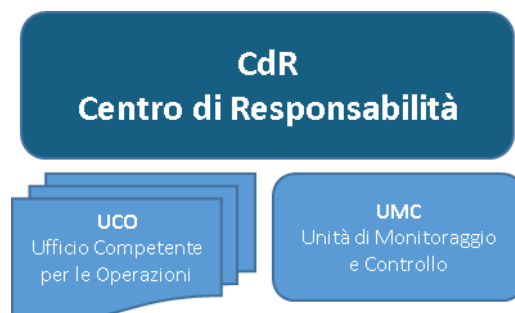 CdR
Centro di Responsabilità
UCO
Ufficio Competente
per le Operazioni
UMC
Unità di Monitoraggio
e Controllo